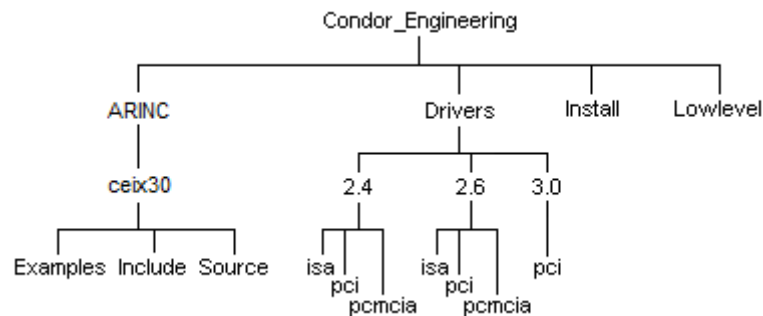 Condor_Engineering
ARINC Drivers Install Lowlevel
ceix30 2.4 2.6 3.0
Examples Include Source isa pci pcmcia isa pci pcmcia pci